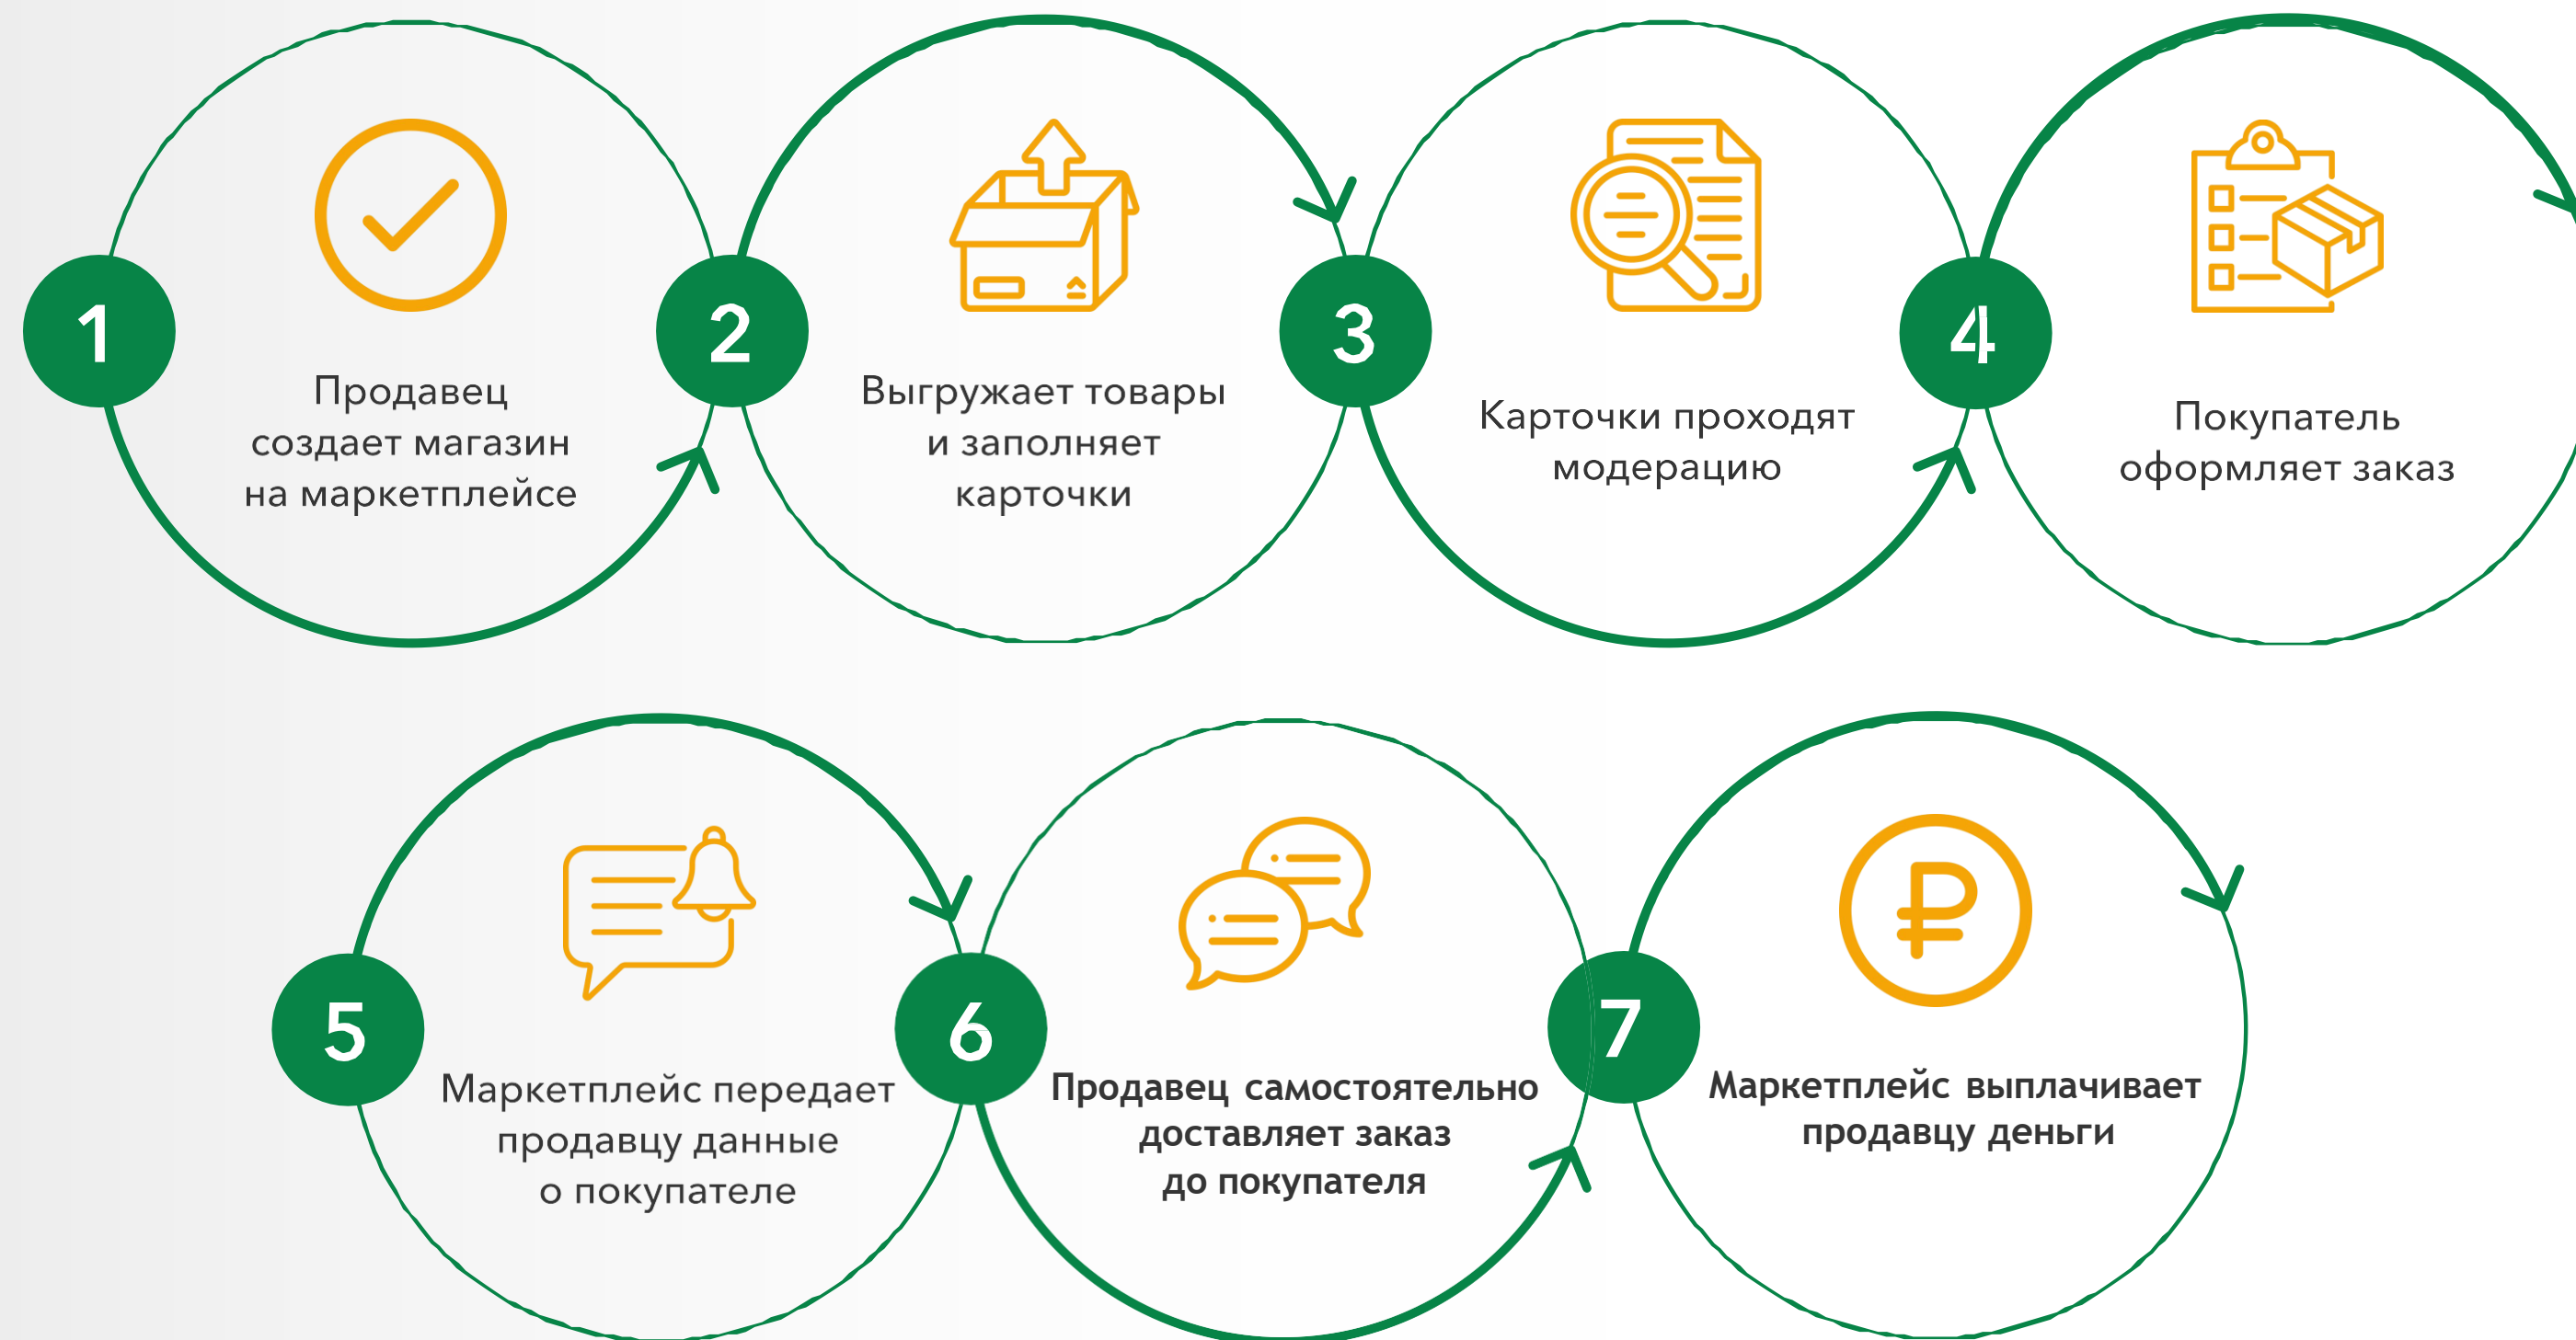 1
Продавец
создает магазин
на маркетплейсе
2
Выгружает товары
и заполняет
карточки
3
Карточки проходят
модерацию
4
Покупатель
оформляет заказ
5
Маркетплейс передает
продавцу данные
о покупателе
6
Продавец самостоятельно
доставляет заказ
до покупателя
7
Маркетплейс выплачивает
продавцу деньги